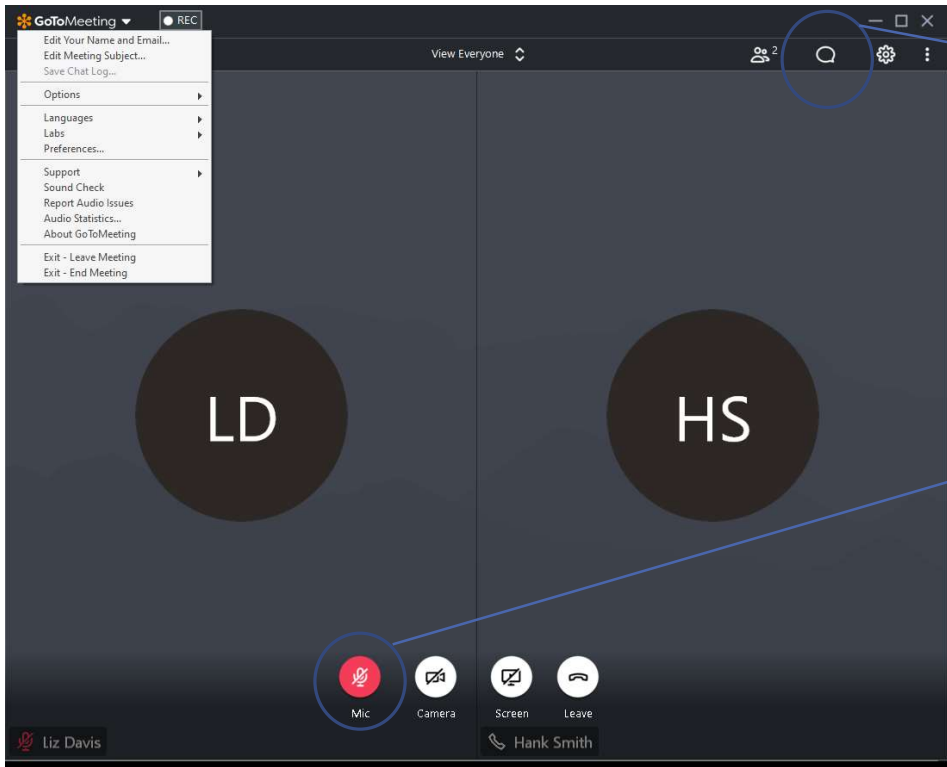 GoToMeeting
REC
Edit Your Name and Email...
Edit Meeting Subject...
Save Chat Log...
Options
Languages
Labs
Preferences...
Support
Sound Check
Report Audio Issues
Audio Statistics...
About GoToMeeting
Exit - Leave Meeting
Exit - End Meeting
View Everyone
2
LD
HS
Mic
Camera
Screen
Leave
Liz Davis
Hank Smith